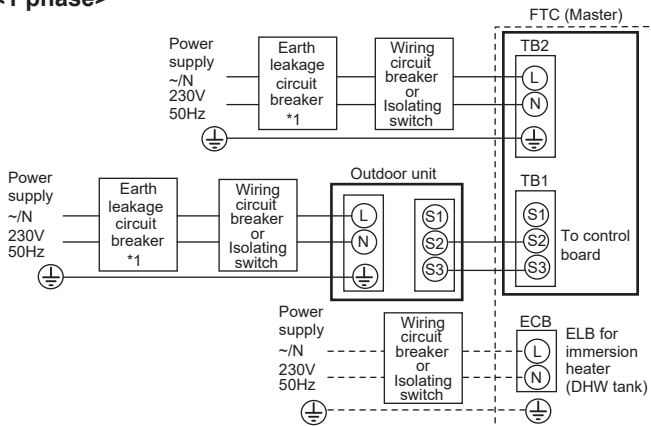 <1 phase>
FTC (Master)
Power
supply
~/N
230V
50Hz
Earth
leakage
circuit
breaker
*1
Wiring
circuit
breaker
or
Isolating
switch
TB2
L
N
Power
supply
~/N
230V
50Hz
Earth
leakage
circuit
breaker
*1
Wiring
circuit
breaker
or
Isolating
switch
Outdoor unit
L
N
S1
S2
S3
TB1
S1
S2
S3
To control
board
Power
supply
~/N
230V
50Hz
Wiring
circuit
breaker
or
Isolating
switch
ECB
L
N
ELB for
immersion
heater
(DHW tank)